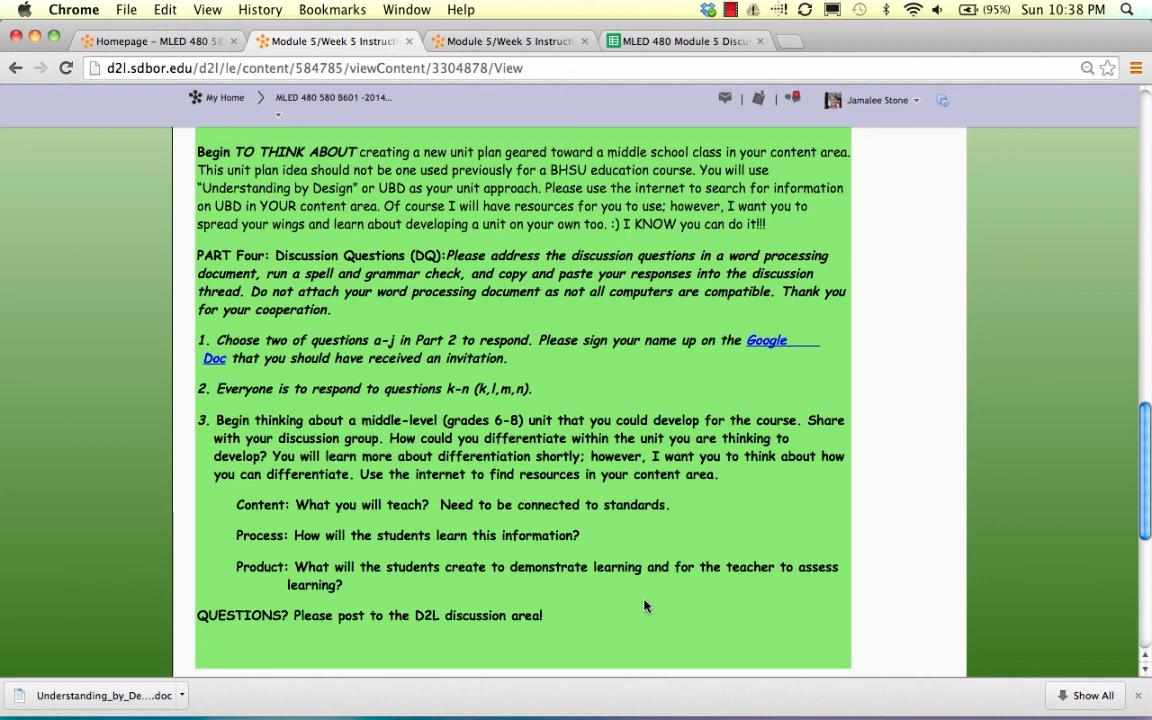 Chrome File Edit View History Bookmarks Window Help (95%) Sun 10:38 PM
Homepage – MLED 480 58 Module 5/Week 5 Instructi Module 5/Week 5 Instructi MLED 480 Module 5 Discu
d2l.sdbor.edu/d2l/le/content/584785/viewContent/3304878/View
My Home MLED 480 580 B601 -2014... Jamalee Stone
Begin TO THINK ABOUT creating a new unit plan geared toward a middle school class in your content area.
This unit plan idea should not be one used previously for a BHSU education course. You will use
“Understanding by Design” or UBD as your unit approach. Please use the internet to search for information
on UBD in YOUR content area. Of course I will have resources for you to use; however, I want you to
spread your wings and learn about developing a unit on your own too. :) I KNOW you can do it!!!
PART Four: Discussion Questions (DQ):Please address the discussion questions in a word processing
document, run a spell and grammar check, and copy and paste your responses into the discussion
thread. Do not attach your word processing document as not all computers are compatible. Thank you
for your cooperation.
1. Choose two of questions a-j in Part 2 to respond. Please sign your name up on the Google
Doc that you should have received an invitation.
2. Everyone is to respond to questions k-n (k,l,m,n).
3. Begin thinking about a middle-level (grades 6-8) unit that you could develop for the course. Share
with your discussion group. How could you differentiate within the unit you are thinking to
develop? You will learn more about differentiation shortly; however, I want you to think about how
you can differentiate. Use the internet to find resources in your content area.
Content: What you will teach? Need to be connected to standards.
Process: How will the students learn this information?
Product: What will the students create to demonstrate learning and for the teacher to assess
learning?
QUESTIONS? Please post to the D2L discussion area!
Understanding_by_De....doc Show All